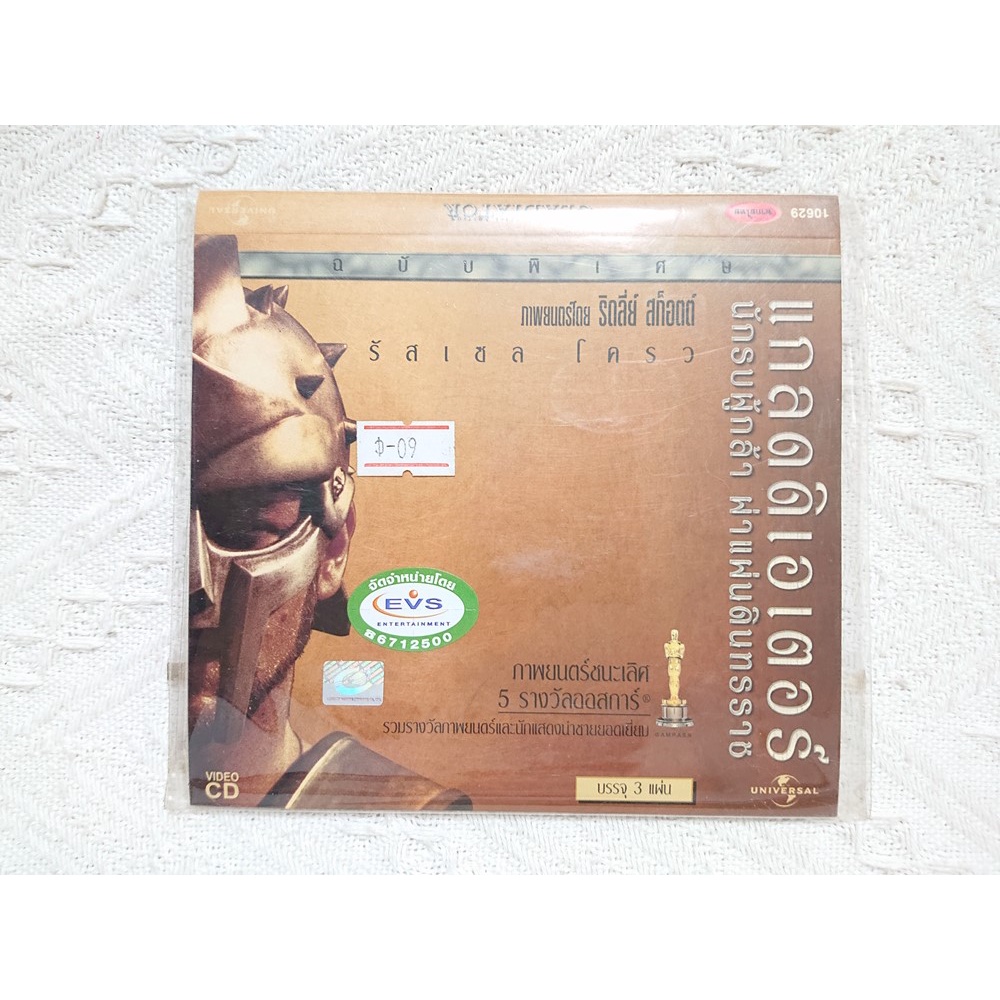 10629
UNIVERSAL
ฉบับพิเศษ
ภาพยนตร์โดย ริดลี่ย์ สก็อตต์
รัสเซล โครว
แกลดดิเอเตอร์
นักรบผู้กล้า ผ่าแผ่นดินทรราช
D-09
จัดจำหน่ายโดย
EVS
ENTERTAINMENT
6712500
ภาพยนตร์ชนะเลิศ
5 รางวัลออสการ์®
รวมรางวัลภาพยนตร์และนักแสดงนำชายยอดเยี่ยม
©AMPAS®
VIDEO
CD
บรรจุ 3 แผ่น
UNIVERSAL